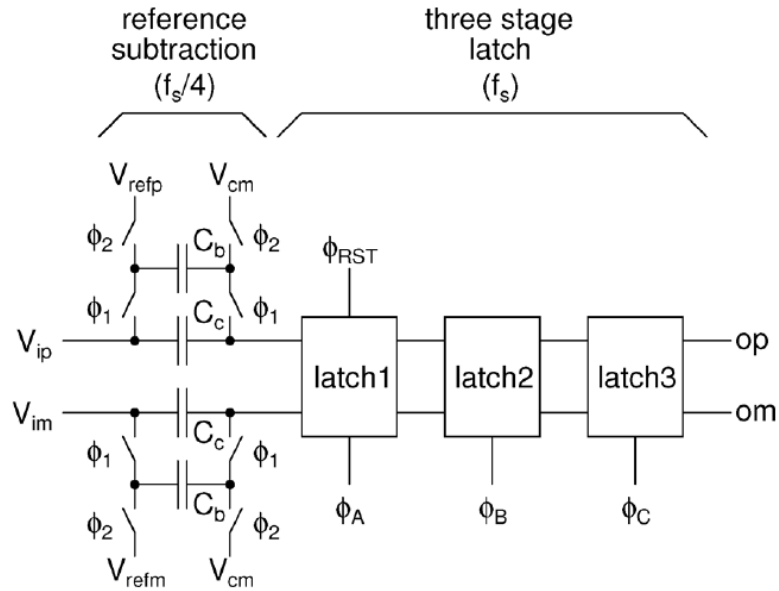 reference
subtraction
(fs/4)
three stage
latch
(fs)
Vrefp Vcm
ϕ2 Cb ϕ2
ϕRST
ϕ1 Cc ϕ1
Vip latch1 latch2 latch3 op
Vim om
ϕ1 Cc ϕ1
ϕ2 Cb ϕ2
ϕA ϕB ϕC
Vrefm Vcm